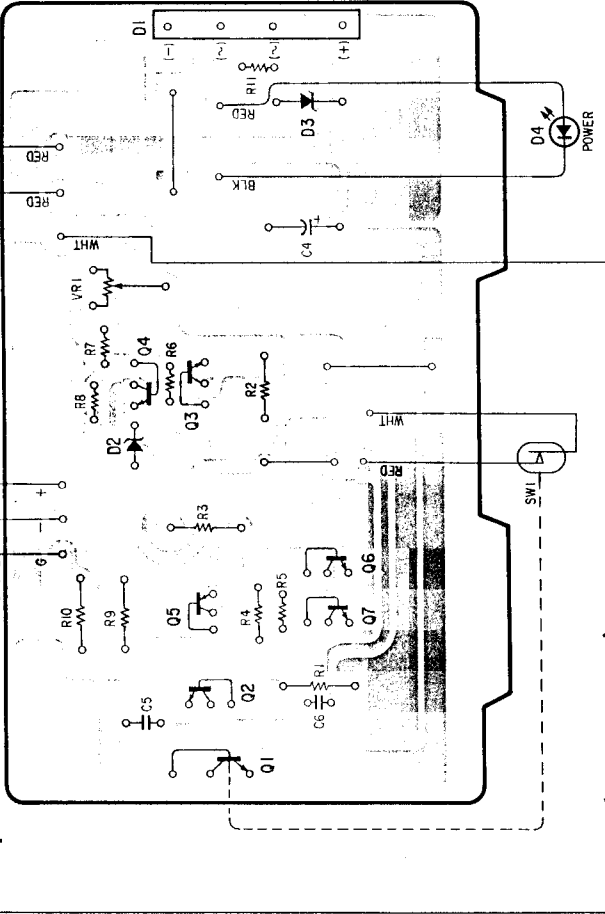 D1
(-)
(~)
(~)
(+)
R11
RED
D3
D4
POWER
RED
RED
BLK
WHT
C4
+
VR1
R7
Q4
R6
R8
Q3
R2
D2
WHT
RED
SW1
+
-
G
R3
Q6
R10
R9
Q5
R4
R5
Q7
R1
C6
Q2
C5
Q1